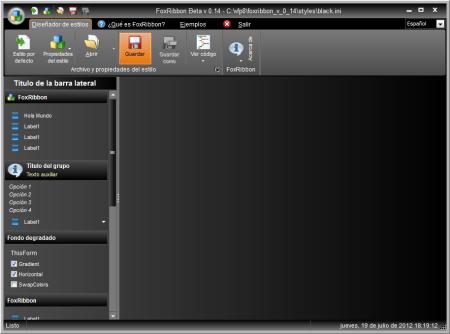 FoxRibbon Beta v 0.14 - C:\vfp8\foxribbon_v_0_14\styles\black.ini
Diseñador de estilos ¿Qué es FoxRibbon? Ejemplos Salir Español
Estilo por defecto
Propiedades del estilo
Abrir
Guardar
Guardar como
Ver código
Acerca de
Archivo y propiedades del estilo
FoxRibbon
Título de la barra lateral
FoxRibbon
Hola Mundo
Label1
Label1
Label1
Título del grupo
Texto auxiliar
Opción 1
Opción 2
Opción 3
Opción 4
Label1
Fondo degradado
ThisForm
Gradient
Horizontal
SwapColors
FoxRibbon
Label1
Listo
jueves, 19 de julio de 2012 18:19:12